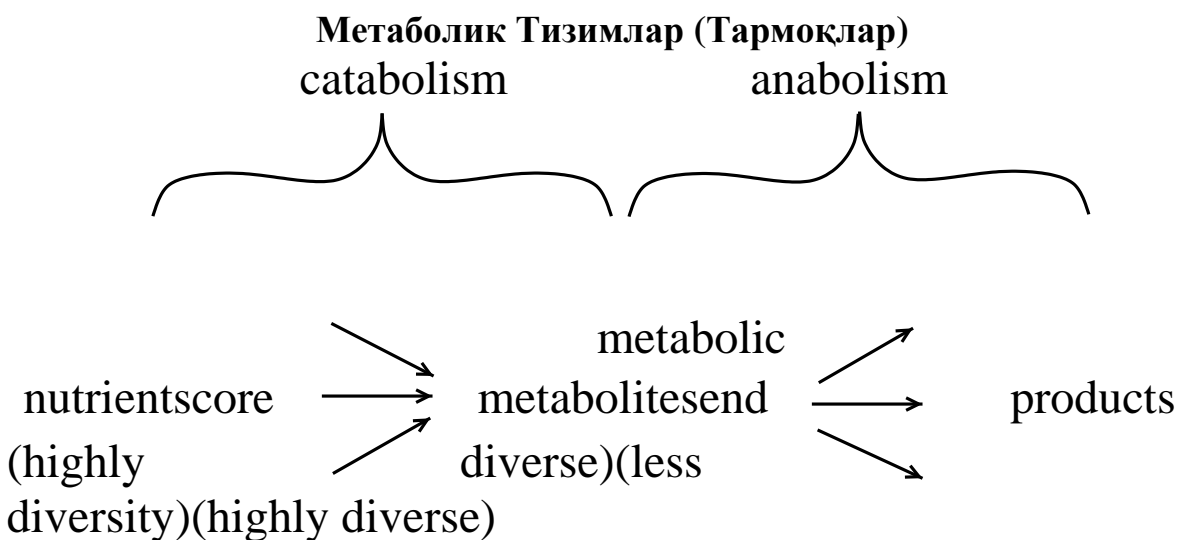 Метаболик Тизимлар (Тармоқлар)
catabolism anabolism
metabolic
nutrientscore metabolitesend products
(highly diverse)(less
diversity)(highly diverse)